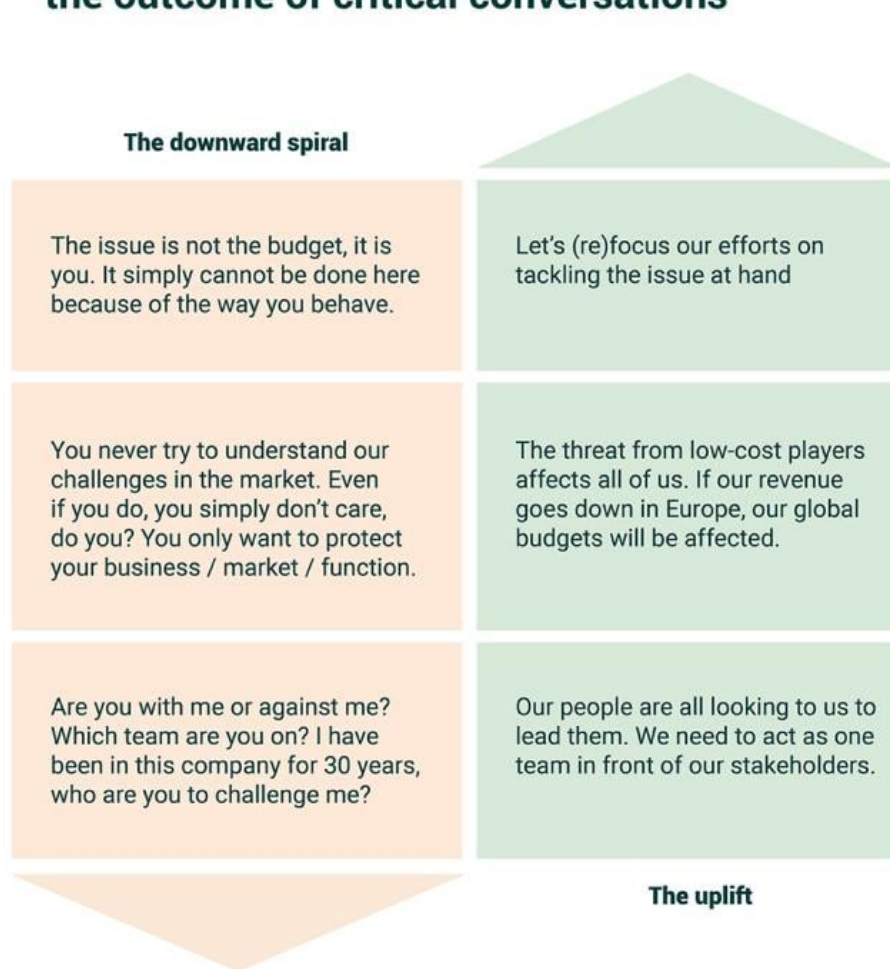 the outcome of critical conversations
The downward spiral
The issue is not the budget, it is
you. It simply cannot be done here
because of the way you behave.
Let's (re)focus our efforts on
tackling the issue at hand
You never try to understand our
challenges in the market. Even
if you do, you simply don't care,
do you? You only want to protect
your business / market / function.
The threat from low-cost players
affects all of us. If our revenue
goes down in Europe, our global
budgets will be affected.
Are you with me or against me?
Which team are you on? I have
been in this company for 30 years,
who are you to challenge me?
Our people are all looking to us to
lead them. We need to act as one
team in front of our stakeholders.
The uplift